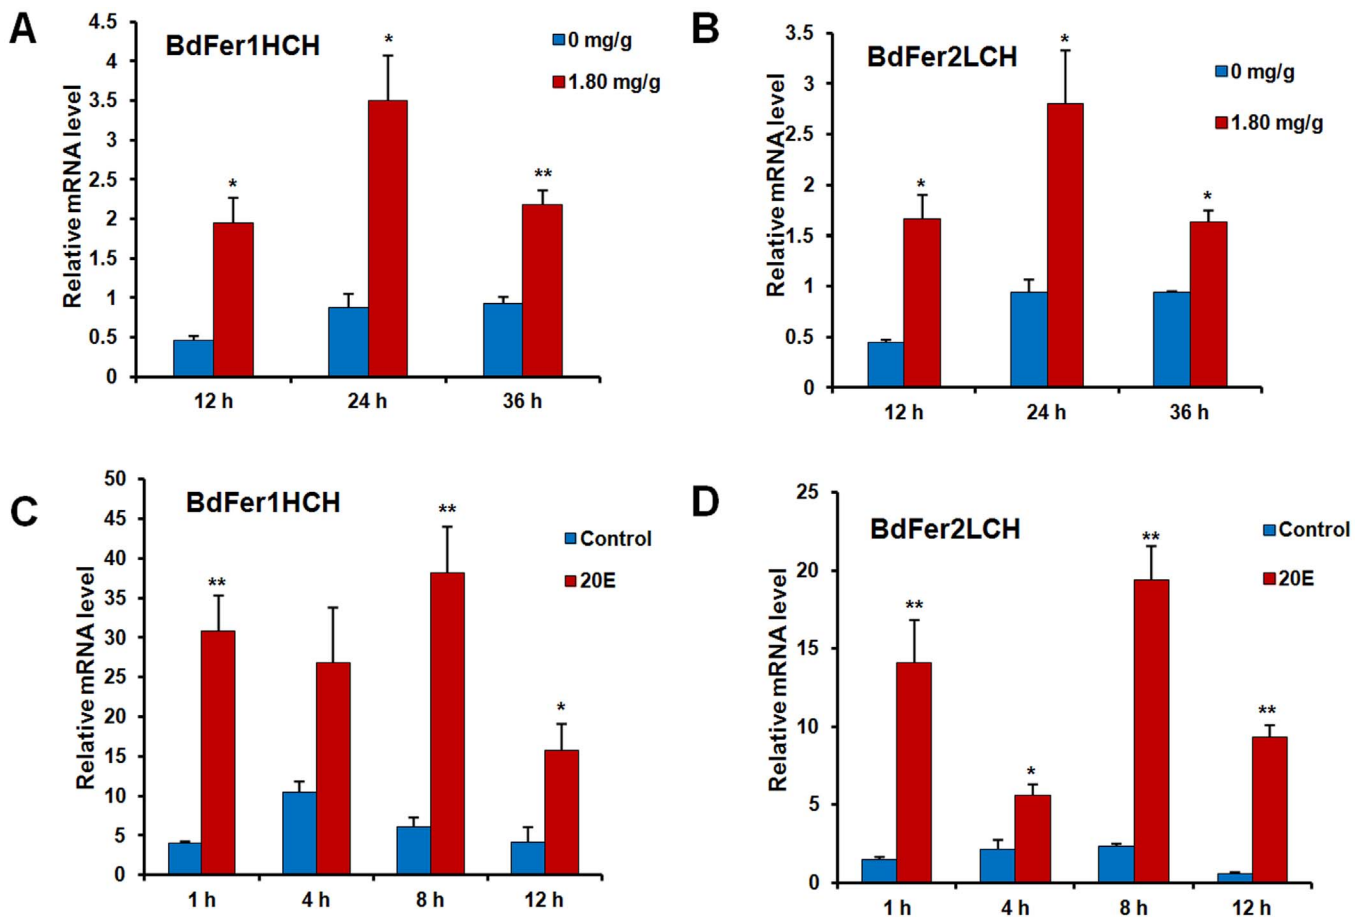 A
BdFer1HCH
0 mg/g
1.80 mg/g
Relative mRNA level
4.5
4
3.5
3
2.5
2
1.5
1
0.5
0
*
*
**
12 h
24 h
36 h
B
BdFer2LCH
0 mg/g
1.80 mg/g
Relative mRNA level
3.5
3
2.5
2
1.5
1
0.5
0
*
*
*
12 h
24 h
36 h
C
BdFer1HCH
Control
20E
Relative mRNA level
50
45
40
35
30
25
20
15
10
5
0
**
**
*
1 h
4 h
8 h
12 h
D
BdFer2LCH
Control
20E
Relative mRNA level
25
20
15
10
5
0
**
*
**
**
1 h
4 h
8 h
12 h